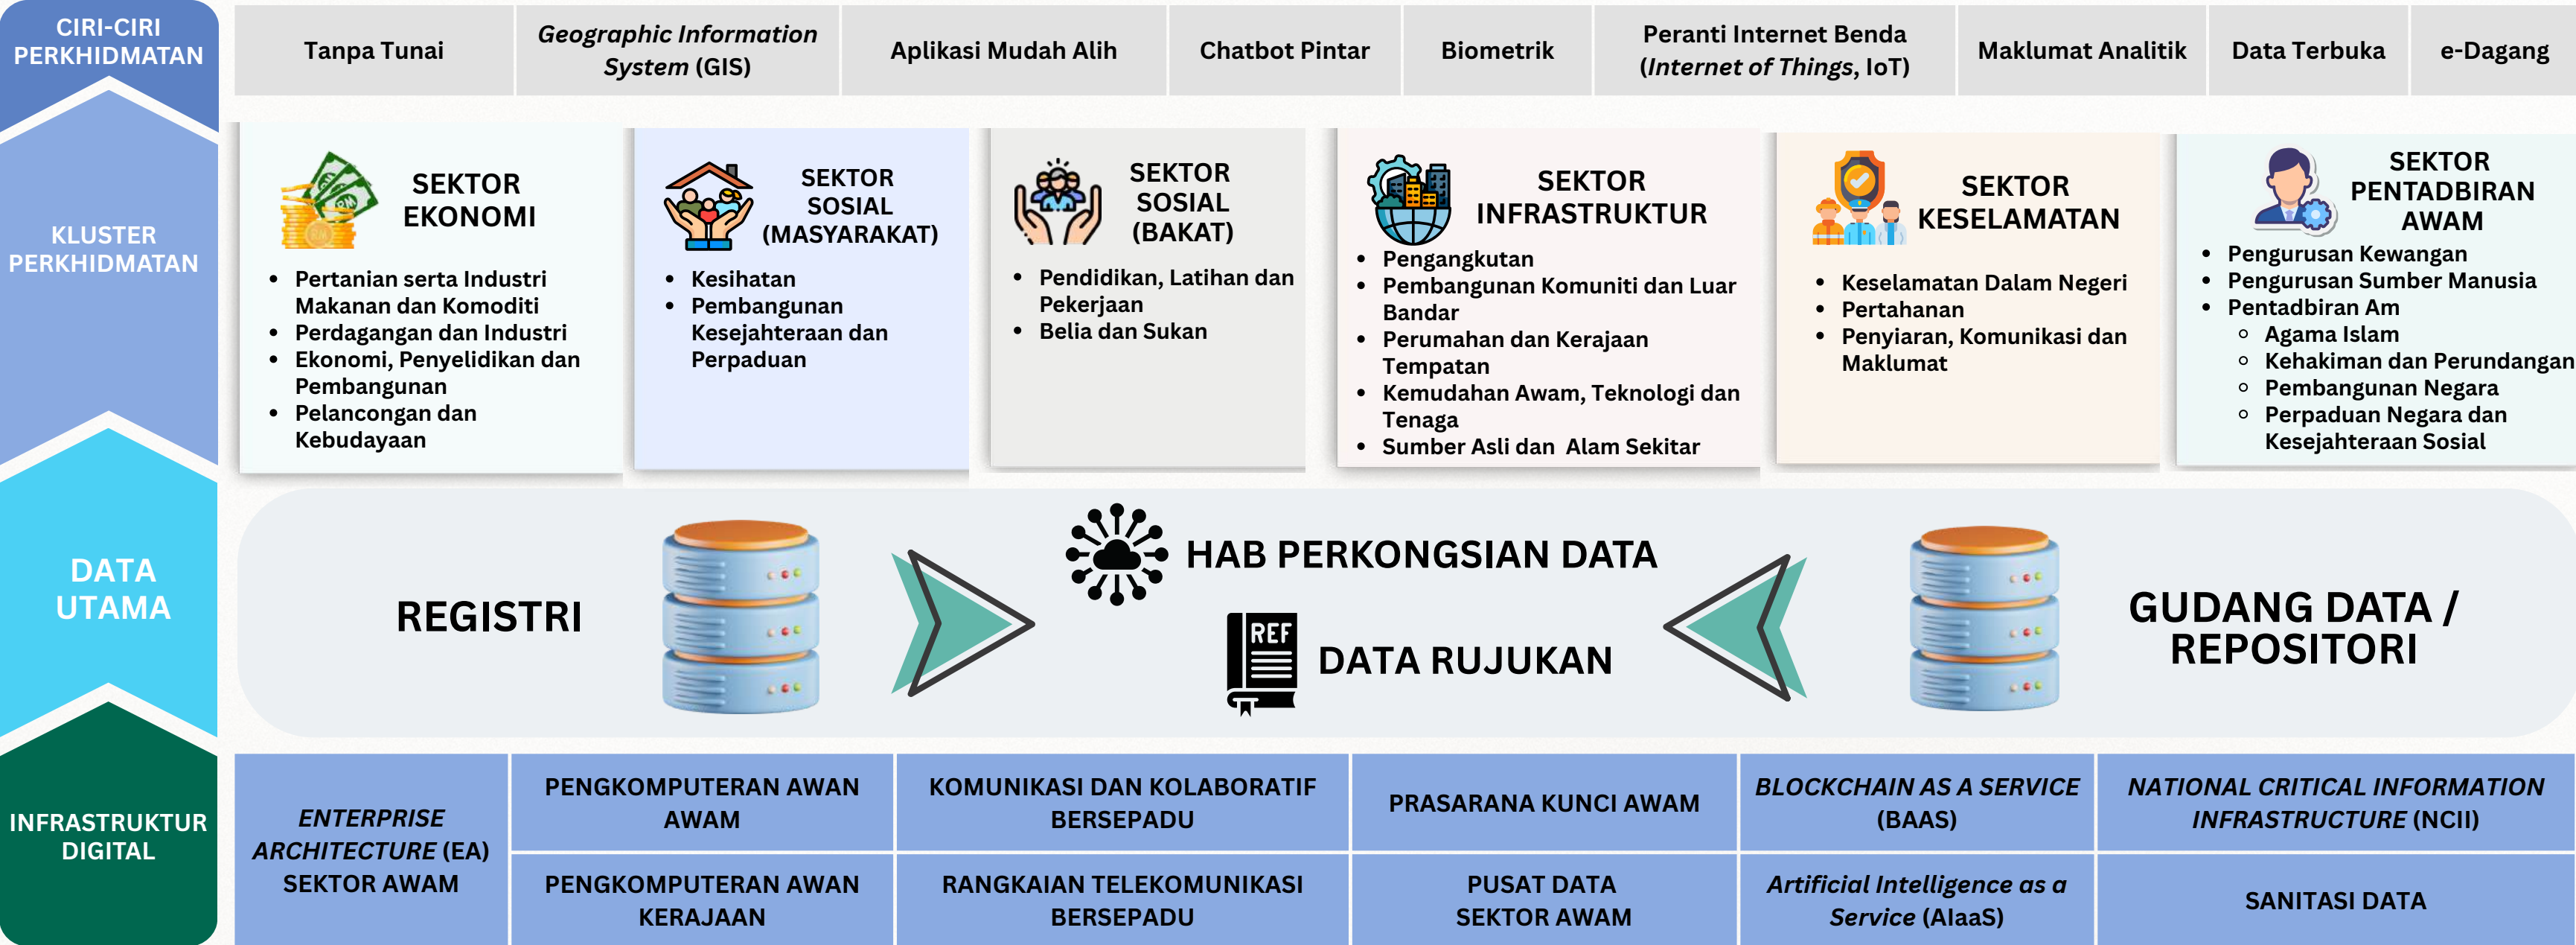 CIRI-CIRI
PERKHIDMATAN
Tanpa Tunai
Geographic Information
System (GIS)
Aplikasi Mudah Alih
Chatbot Pintar
Biometrik
Peranti Internet Benda
(Internet of Things, IoT)
Maklumat Analitik
Data Terbuka
e-Dagang
KLUSTER
PERKHIDMATAN
SEKTOR
EKONOMI
• Pertanian serta Industri
Makanan dan Komoditi
• Perdagangan dan Industri
• Ekonomi, Penyelidikan dan
Pembangunan
• Pelancongan dan
Kebudayaan
SEKTOR
SOSIAL
(MASYARAKAT)
• Kesihatan
• Pembangunan
Kesejahteraan dan
Perpaduan
SEKTOR
SOSIAL
(BAKAT)
• Pendidikan, Latihan dan
Pekerjaan
• Belia dan Sukan
SEKTOR
INFRASTRUKTUR
• Pengangkutan
• Pembangunan Komuniti dan Luar
Bandar
• Perumahan dan Kerajaan
Tempatan
• Kemudahan Awam, Teknologi dan
Tenaga
• Sumber Asli dan Alam Sekitar
SEKTOR
KESELAMATAN
• Keselamatan Dalam Negeri
• Pertahanan
• Penyiaran, Komunikasi dan
Maklumat
SEKTOR
PENTADBIRAN
AWAM
• Pengurusan Kewangan
• Pengurusan Sumber Manusia
• Pentadbiran Am
○ Agama Islam
○ Kehakiman dan Perundangan
○ Pembangunan Negara
○ Perpaduan Negara dan
Kesejahteraan Sosial
DATA
UTAMA
REGISTRI
HAB PERKONGSIAN DATA
REF
DATA RUJUKAN
GUDANG DATA /
REPOSITORI
INFRASTRUKTUR
DIGITAL
ENTERPRISE
ARCHITECTURE (EA)
SEKTOR AWAM
PENGKOMPUTERAN AWAN
AWAM
KOMUNIKASI DAN KOLABORATIF
BERSEPADU
PRASARANA KUNCI AWAM
BLOCKCHAIN AS A SERVICE
(BAAS)
NATIONAL CRITICAL INFORMATION
INFRASTRUCTURE (NCII)
PENGKOMPUTERAN AWAN
KERAJAAN
RANGKAIAN TELEKOMUNIKASI
BERSEPADU
PUSAT DATA
SEKTOR AWAM
Artificial Intelligence as a
Service (AIaaS)
SANITASI DATA